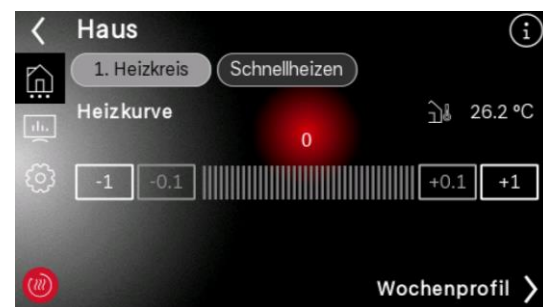 Haus
i
1. Heizkreis Schnellheizen
Heizkurve 26.2 °C
0
-1 -0.1 +0.1 +1
Wochenprofil